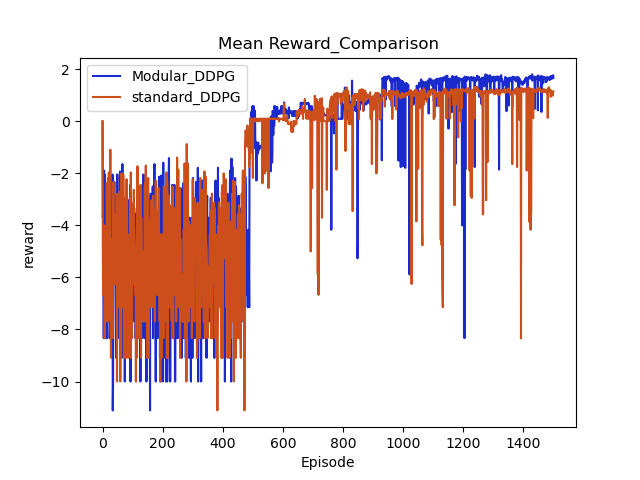 Mean Reward_Comparison
Modular_DDPG
standard_DDPG
2
0
−2
−4
−6
−8
−10
reward
0 200 400 600 800 1000 1200 1400
Episode